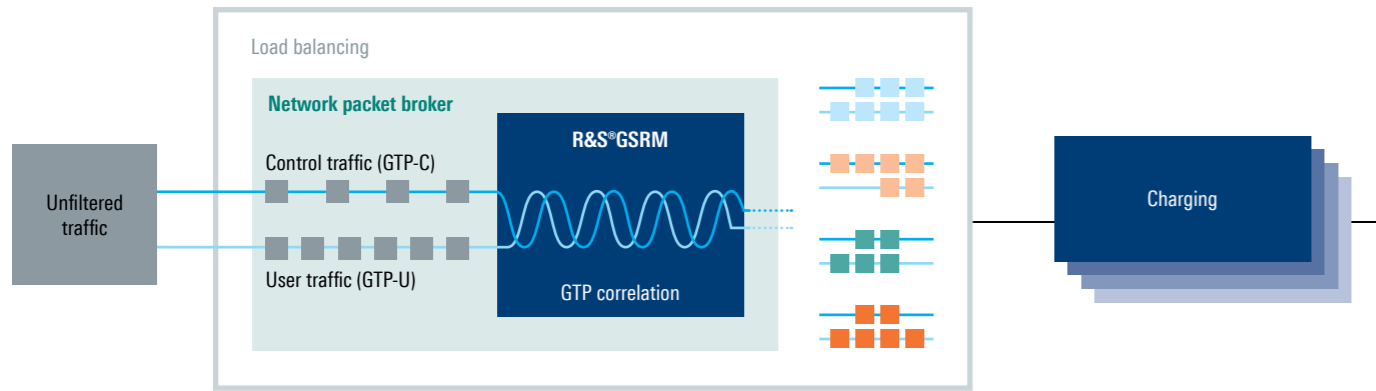 Load balancing
Network packet broker
R&S®GSRM
Control traffic (GTP-C)
Unfiltered
traffic
Charging
User traffic (GTP-U)
GTP correlation